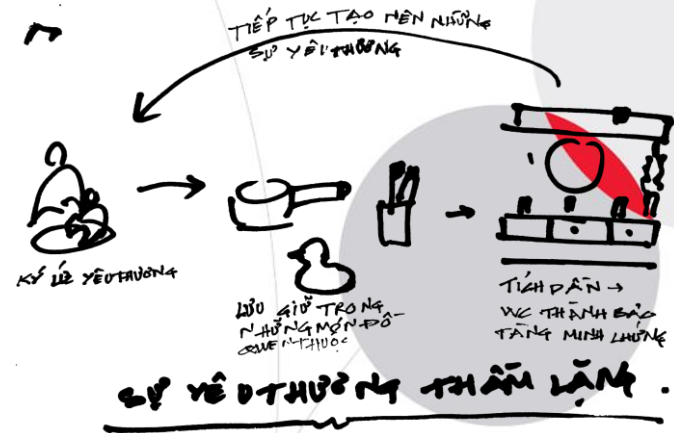 TIẾP TỤC TẠO NÊN NHỮNG
SỰ YÊU THƯƠNG
KÝ ỨC YÊU THƯƠNG
LƯU GIỮ TRONG
NHỮNG MÓN ĐỒ
QUEN THUỘC
TÍCH DẦN →
WC THÀNH BẢO
TÀNG MINH CHỨNG
SỰ YÊU THƯƠNG THẦM LẶNG.